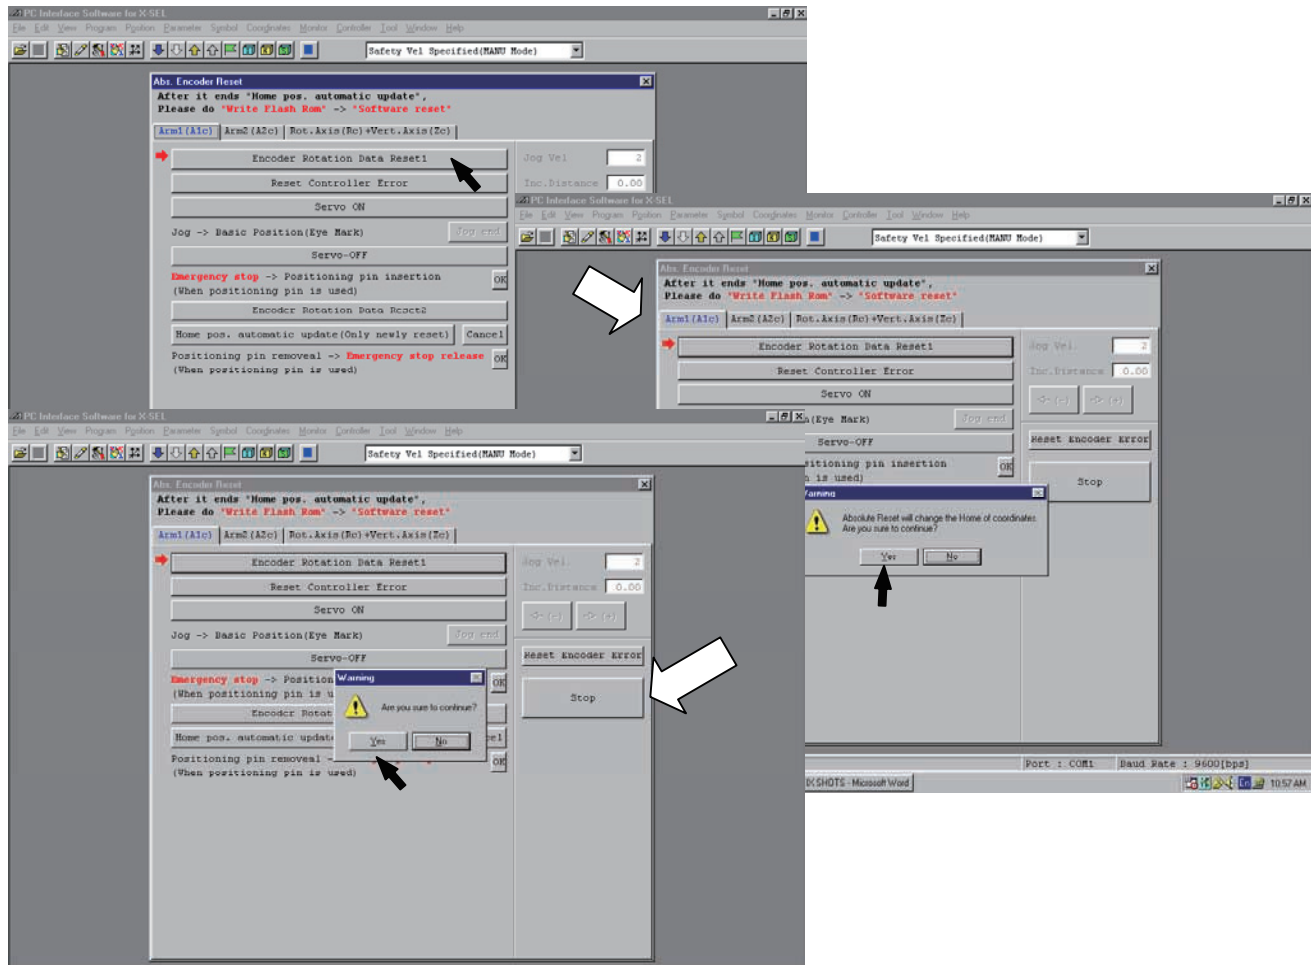 PC Interface Software for X-SEL
File Edit View Program Position Parameter Symbol Coordinates Monitor Controller Tool Window Help
Safety Vel Specified(MANU Mode)
Abs. Encoder Reset
After it ends "Home pos. automatic update",
Please do "Write Flash Rom" -> "Software reset"
Arm1(A1c) Arm2(A2c) Rot.Axis(Rc)+Vert.Axis(Zc)
Encoder Rotation Data Reset1
Jog Vel 2
Reset Controller Error
Inc.Distance 0.00
Servo ON
Jog -> Basic Position(Eye Mark) Jog end
Servo-OFF
Emergency stop -> Positioning pin insertion OK
(When positioning pin is used)
Encoder Rotation Data Reset2
Home pos. automatic update(Only newly reset) Cancel
Positioning pin removeal -> Emergency stop release OK
(When positioning pin is used)
PC Interface Software for X-SEL
File Edit View Program Position Parameter Symbol Coordinates Monitor Controller Tool Window Help
Safety Vel Specified(MANU Mode)
Abs. Encoder Reset
After it ends "Home pos. automatic update",
Please do "Write Flash Rom" -> "Software reset"
Arm1(A1c) Arm2(A2c) Rot.Axis(Rc)+Vert.Axis(Zc)
Encoder Rotation Data Reset1
Jog Vel. 2
Reset Controller Error
Inc.Distance 0.00
Servo ON
(-) (+)
(Eye Mark) Jog end
Servo-OFF
Reset Encoder Error
sitioning pin insertion OK
n is used)
Stop
Warning
Absolute Reset will change the Home of coordinates.
Are you sure to continue?
Yes No
Port : COM1 Baud Rate : 9600[bps]
SHOTS - Microsoft Word
En 10:57 AM
PC Interface Software for X-SEL
File Edit View Program Position Parameter Symbol Coordinates Monitor Controller Tool Window Help
Safety Vel Specified(MANU Mode)
Abs. Encoder Reset
After it ends "Home pos. automatic update",
Please do "Write Flash Rom" -> "Software reset"
Arm1(A1c) Arm2(A2c) Rot.Axis(Rc)+Vert.Axis(Zc)
Encoder Rotation Data Reset1
Jog Vel. 2
Reset Controller Error
Inc.Distance 0.00
Servo ON
(-) (+)
Jog -> Basic Position(Eye Mark) Jog end
Servo-OFF
Reset Encoder Error
Emergency stop -> Position OK
(When positioning pin is u
Stop
Encoder Rotat
Home pos. automatic updat cel
Positioning pin removeal - OK
(When positioning pin is used)
Warning
Are you sure to continue?
Yes No